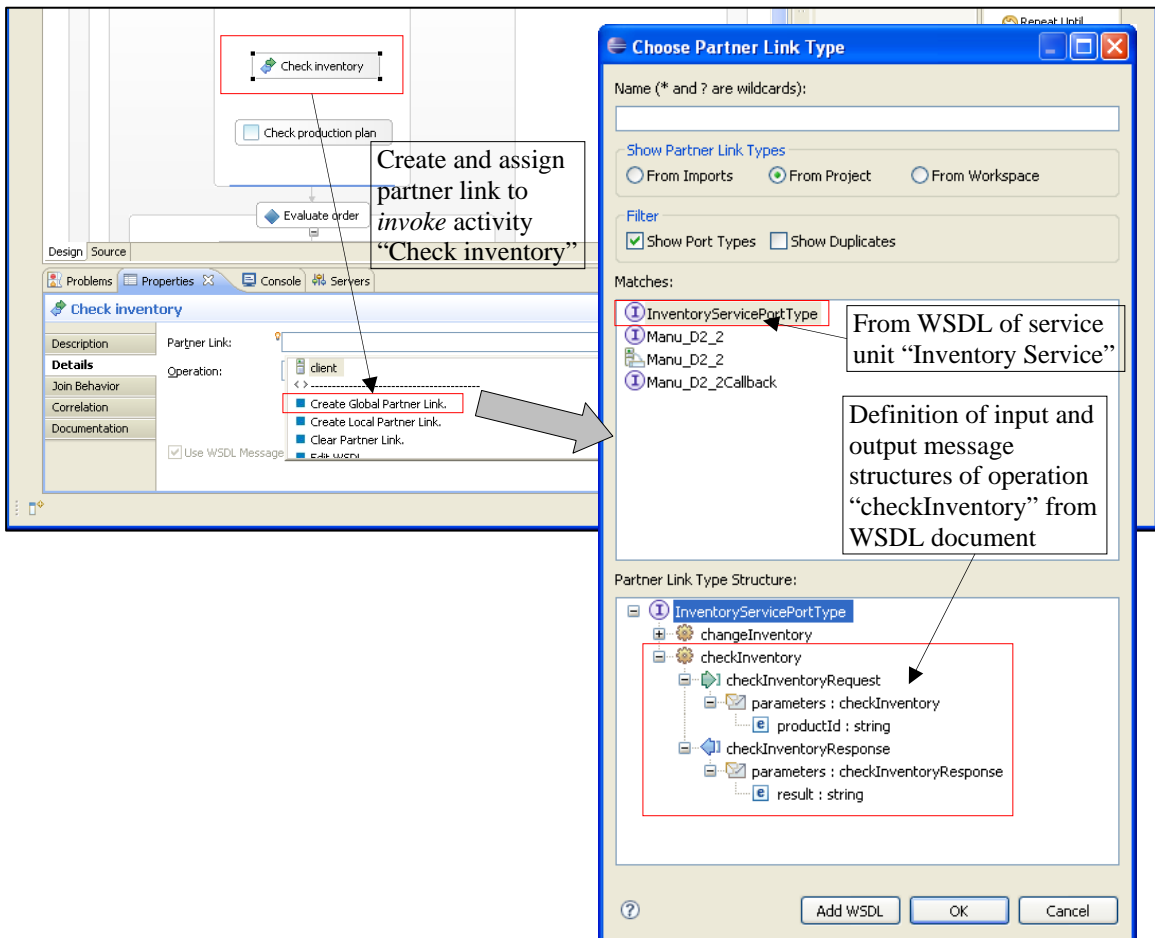 Check inventory
Check production plan
Create and assign
partner link to
invoke activity
“Check inventory”
Evaluate order
Design Source
Problems Properties Console Servers
Check inventory
Description
Details
Join Behavior
Correlation
Documentation
Partner Link:
Operation:
client
Create Global Partner Link.
Create Local Partner Link.
Clear Partner Link.
Edit WSDL
Use WSDL Message
Repeat Until
Choose Partner Link Type
Name (* and ? are wildcards):
Show Partner Link Types
From Imports From Project From Workspace
Filter
Show Port Types Show Duplicates
Matches:
InventoryServicePortType
Manu_D2_2
Manu_D2_2
Manu_D2_2Callback
From WSDL of service
unit “Inventory Service”
Definition of input and
output message
structures of operation
“checkInventory” from
WSDL document
Partner Link Type Structure:
InventoryServicePortType
changeInventory
checkInventory
checkInventoryRequest
parameters : checkInventory
productId : string
checkInventoryResponse
parameters : checkInventoryResponse
result : string
Add WSDL OK Cancel